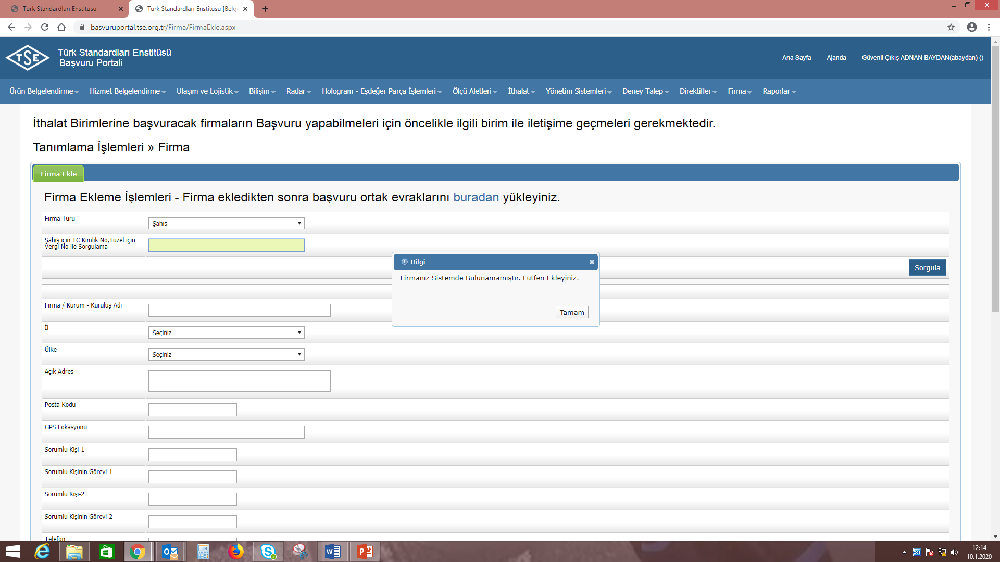 Türk Standardları Enstitüsü
Türk Standardları Enstitüsü [Belge
basvuruportal.tse.org.tr/Firma/FirmaEkle.aspx
TSE
Türk Standardları Enstitüsü
Başvuru Portali
Ana Sayfa Ajanda Güvenli Çıkış ADNAN BAYDAN(abaydan) ()
Ürün Belgelendirme Hizmet Belgelendirme Ulaşım ve Lojistik Bilişim Radar Hologram - Eşdeğer Parça İşlemleri Ölçü Aletleri İthalat Yönetim Sistemleri Deney Talep Direktifler Firma Raporlar
İthalat Birimlerine başvuracak firmaların Başvuru yapabilmeleri için öncelikle ilgili birim ile iletişime geçmeleri gerekmektedir.
Tanımlama İşlemleri » Firma
Firma Ekle
Firma Ekleme İşlemleri - Firma ekledikten sonra başvuru ortak evraklarını buradan yükleyiniz.
Firma Türü
Şahıs
Şahış için TC Kimlik No,Tüzel için
Vergi No ile Sorgulama
Bilgi
Sorgula
Firmanız Sistemde Bulunamamıştır. Lütfen Ekleyiniz.
Tamam
Firma / Kurum - Kuruluş Adı
İl
Seçiniz
Ülke
Seçiniz
Açık Adres
Posta Kodu
GPS Lokasyonu
Sorumlu Kişi-1
Sorumlu Kişinin Görevi-1
Sorumlu Kişi-2
Sorumlu Kişinin Görevi-2
Telefon
12:14
10.1.2020